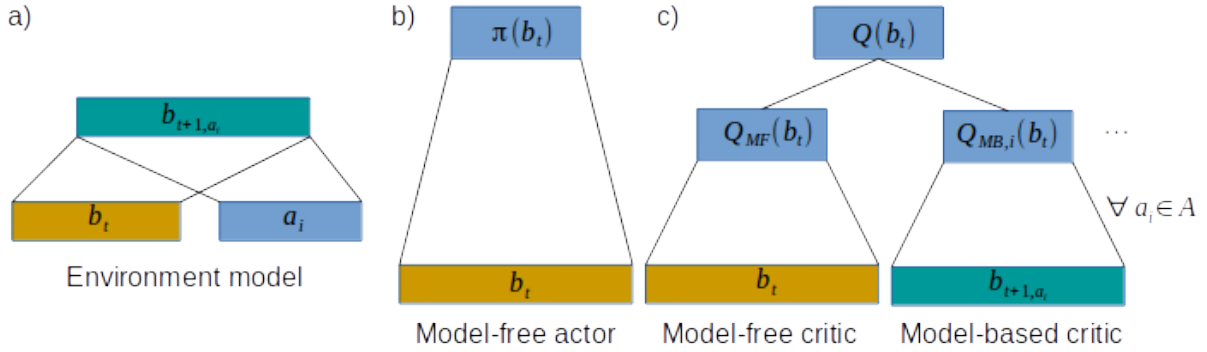 a)
b_{t+1,a_i}
b_t
a_i
Environment model
b)
π(b_t)
b_t
Model-free actor
c)
Q(b_t)
Q_{MF}(b_t)
Q_{MB,i}(b_t)
...
∀ a_i ∈ A
b_t
b_{t+1,a_i}
Model-free critic
Model-based critic